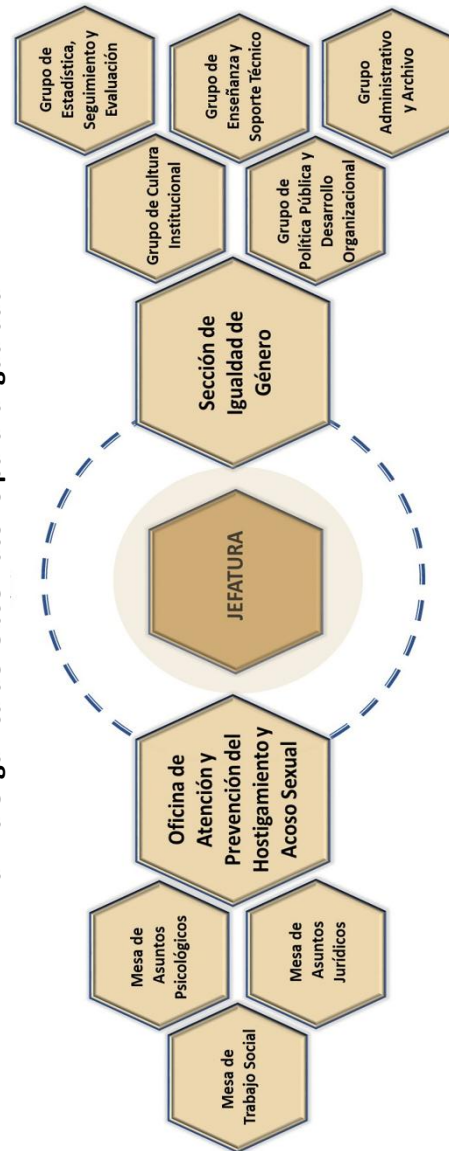 Mesa de
Trabajo Social
Mesa de
Asuntos
Psicológicos
Mesa de
Asuntos
Jurídicos
Oficina de
Atención y
Prevención del
Hostigamiento y
Acoso Sexual
JEFATURA
Sección de
Igualdad de
Género
Grupo de Cultura
Institucional
Grupo de
Política Pública y
Desarrollo
Organizacional
Grupo de
Estadística,
Seguimiento y
Evaluación
Grupo de
Enseñanza y
Soporte Técnico
Grupo
Administrativo
y Archivo